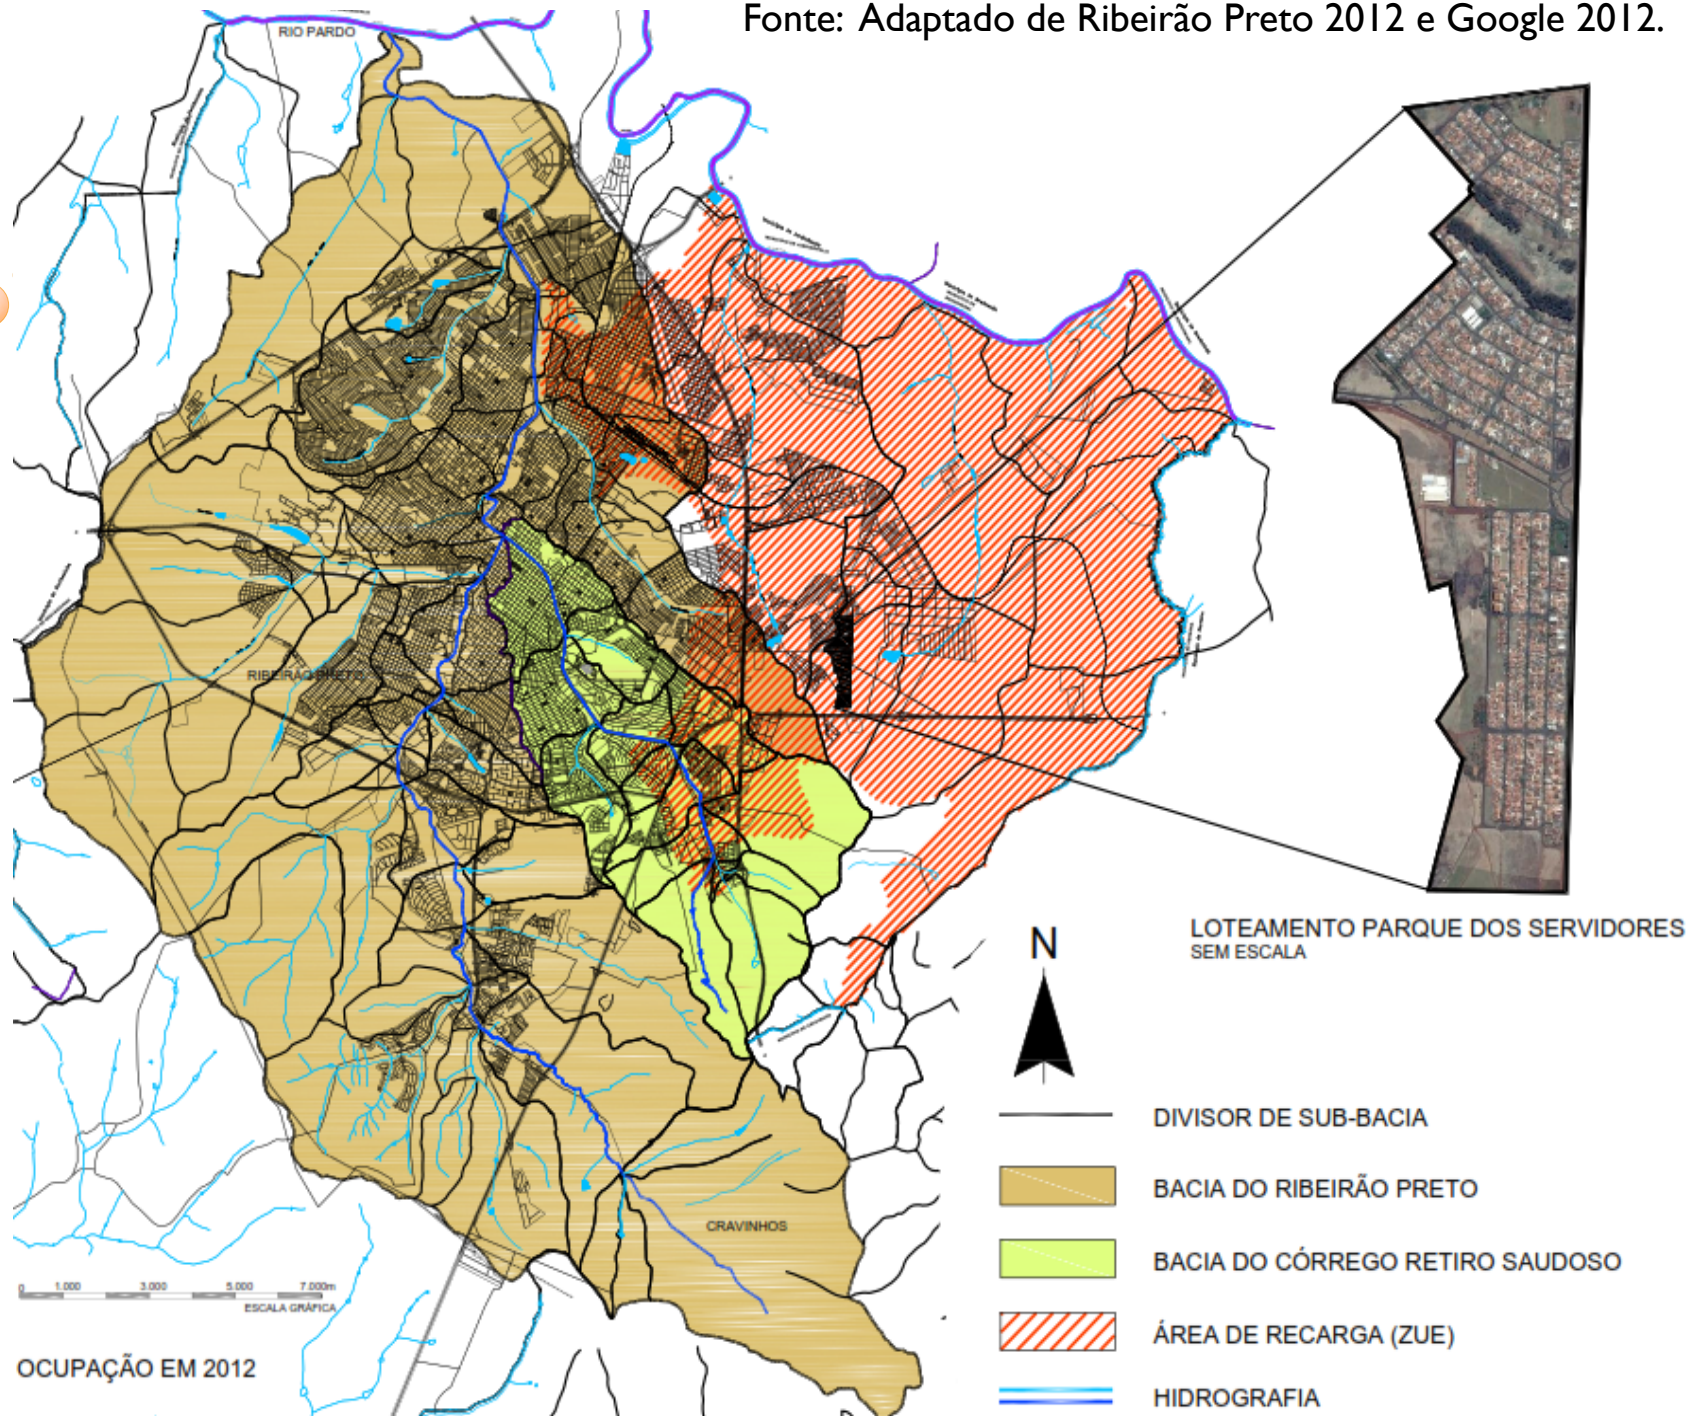 Fonte: Adaptado de Ribeirão Preto 2012 e Google 2012.
RIO PARDO
RIBEIRÃO PRETO
CRAVINHOS
LOTEAMENTO PARQUE DOS SERVIDORES
SEM ESCALA
N
DIVISOR DE SUB-BACIA
BACIA DO RIBEIRÃO PRETO
BACIA DO CÓRREGO RETIRO SAUDOSO
ÁREA DE RECARGA (ZUE)
HIDROGRAFIA
0 1.000 3.000 5.000 7.000m
ESCALA GRÁFICA
OCUPAÇÃO EM 2012